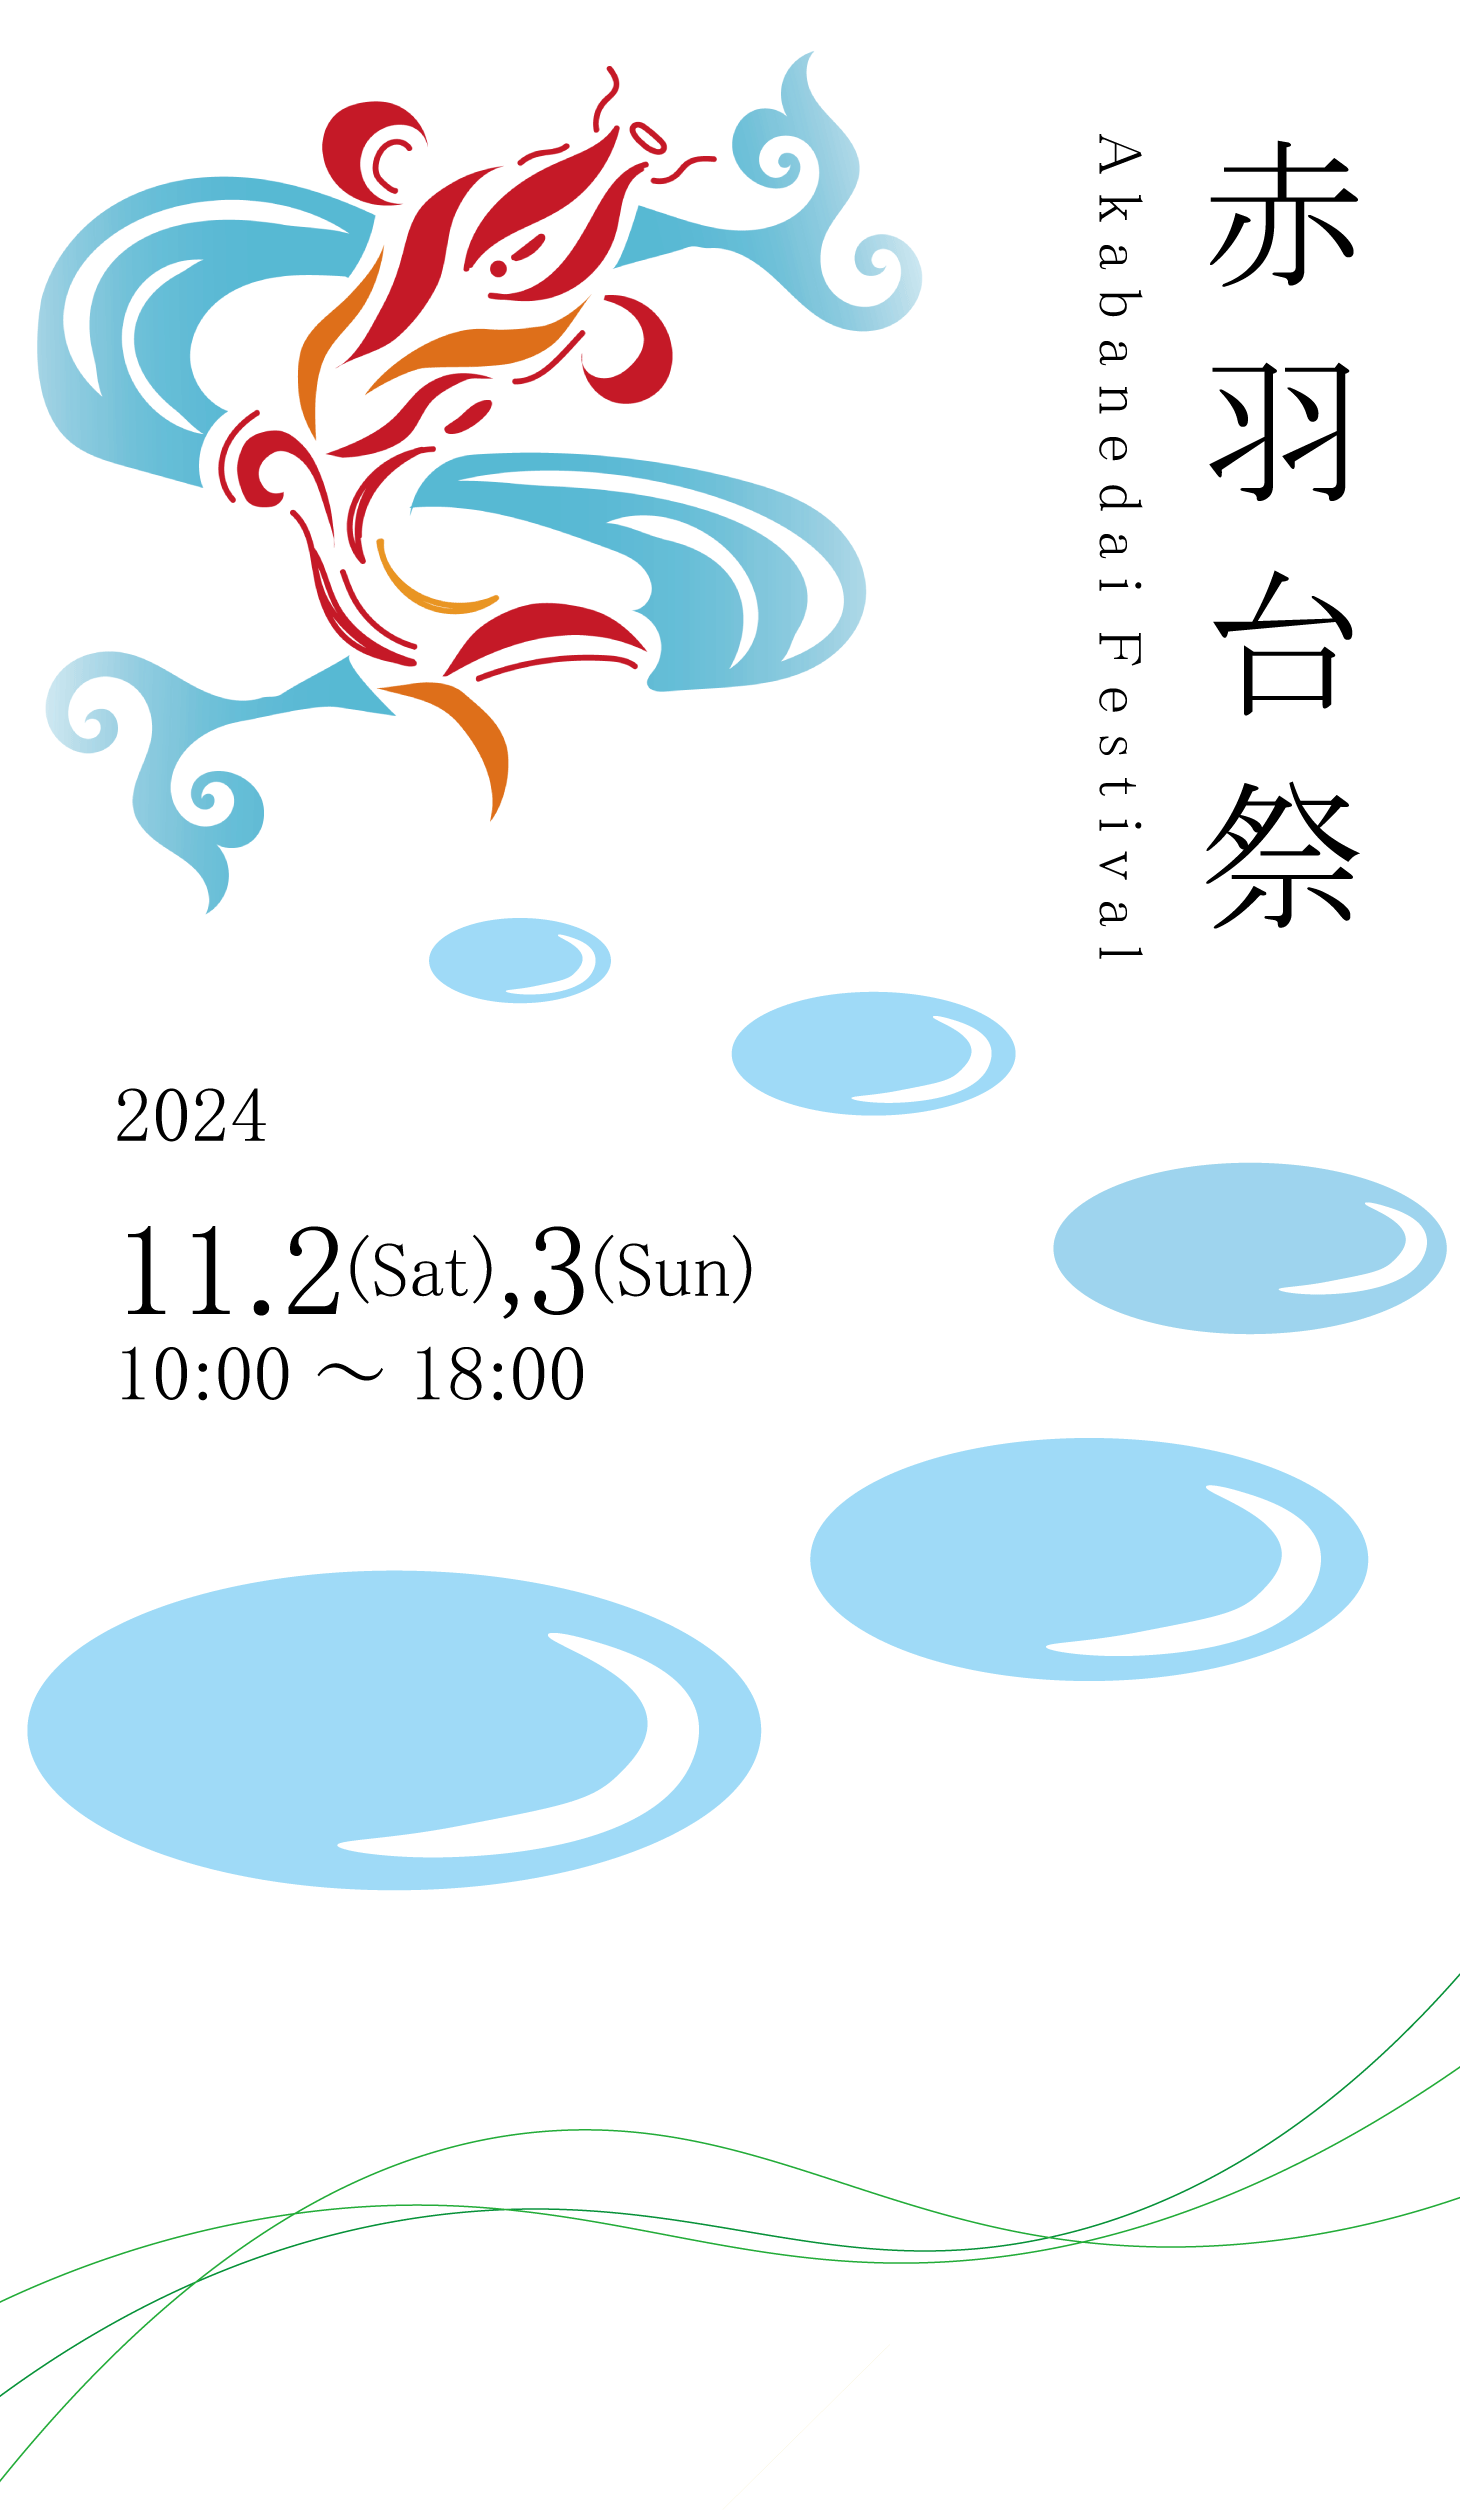 赤羽台祭
Akabanedai Festival
2024
11.2(Sat),3(Sun)
10:00 ～ 18:00